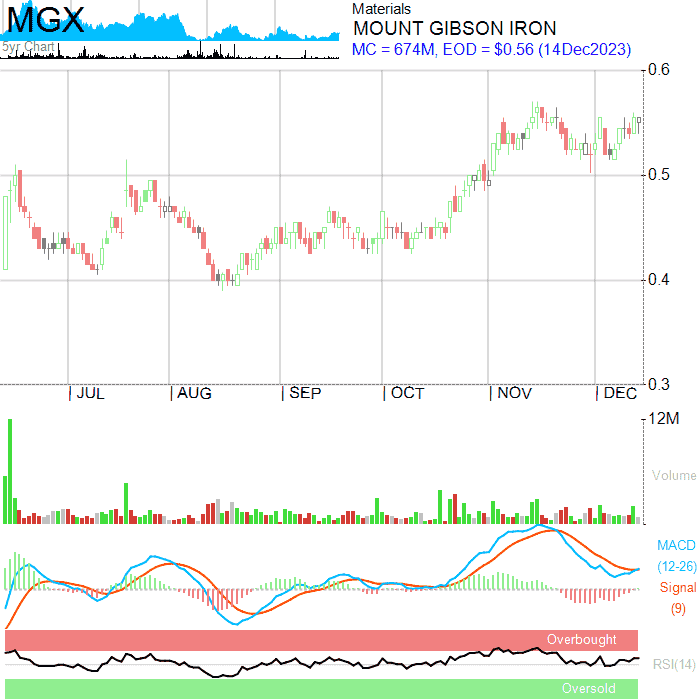 MGX
5yr Chart
Materials
MOUNT GIBSON IRON
MC = 674M, EOD = $0.56 (14Dec2023)
0.6
0.5
0.4
0.3
JUL AUG SEP OCT NOV DEC
12M
Volume
MACD
(12-26)
Signal
(9)
Overbought
RSI(14)
Oversold